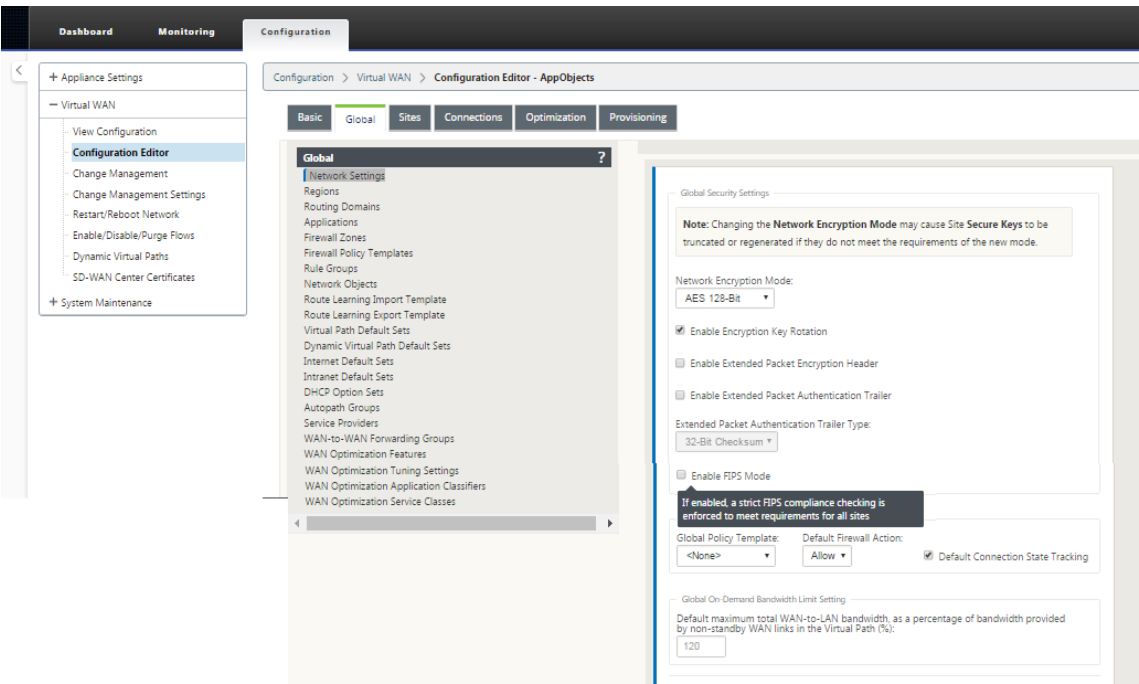 Dashboard Monitoring Configuration
+ Appliance Settings
− Virtual WAN
View Configuration
Configuration Editor
Change Management
Change Management Settings
Restart/Reboot Network
Enable/Disable/Purge Flows
Dynamic Virtual Paths
SD-WAN Center Certificates
+ System Maintenance
Configuration > Virtual WAN > Configuration Editor - AppObjects
Basic Global Sites Connections Optimization Provisioning
Global ?
Network Settings
Regions
Routing Domains
Applications
Firewall Zones
Firewall Policy Templates
Rule Groups
Network Objects
Route Learning Import Template
Route Learning Export Template
Virtual Path Default Sets
Dynamic Virtual Path Default Sets
Internet Default Sets
Intranet Default Sets
DHCP Option Sets
Autopath Groups
Service Providers
WAN-to-WAN Forwarding Groups
WAN Optimization Features
WAN Optimization Tuning Settings
WAN Optimization Application Classifiers
WAN Optimization Service Classes
Global Security Settings
Note: Changing the Network Encryption Mode may cause Site Secure Keys to be
truncated or regenerated if they do not meet the requirements of the new mode.
Network Encryption Mode:
AES 128-Bit
Enable Encryption Key Rotation
Enable Extended Packet Encryption Header
Enable Extended Packet Authentication Trailer
Extended Packet Authentication Trailer Type:
32-Bit Checksum
Enable FIPS Mode
If enabled, a strict FIPS compliance checking is
enforced to meet requirements for all sites
Global Policy Template: Default Firewall Action:
<None> Allow Default Connection State Tracking
Global On-Demand Bandwidth Limit Setting
Default maximum total WAN-to-LAN bandwidth, as a percentage of bandwidth provided
by non-standby WAN links in the Virtual Path (%):
120